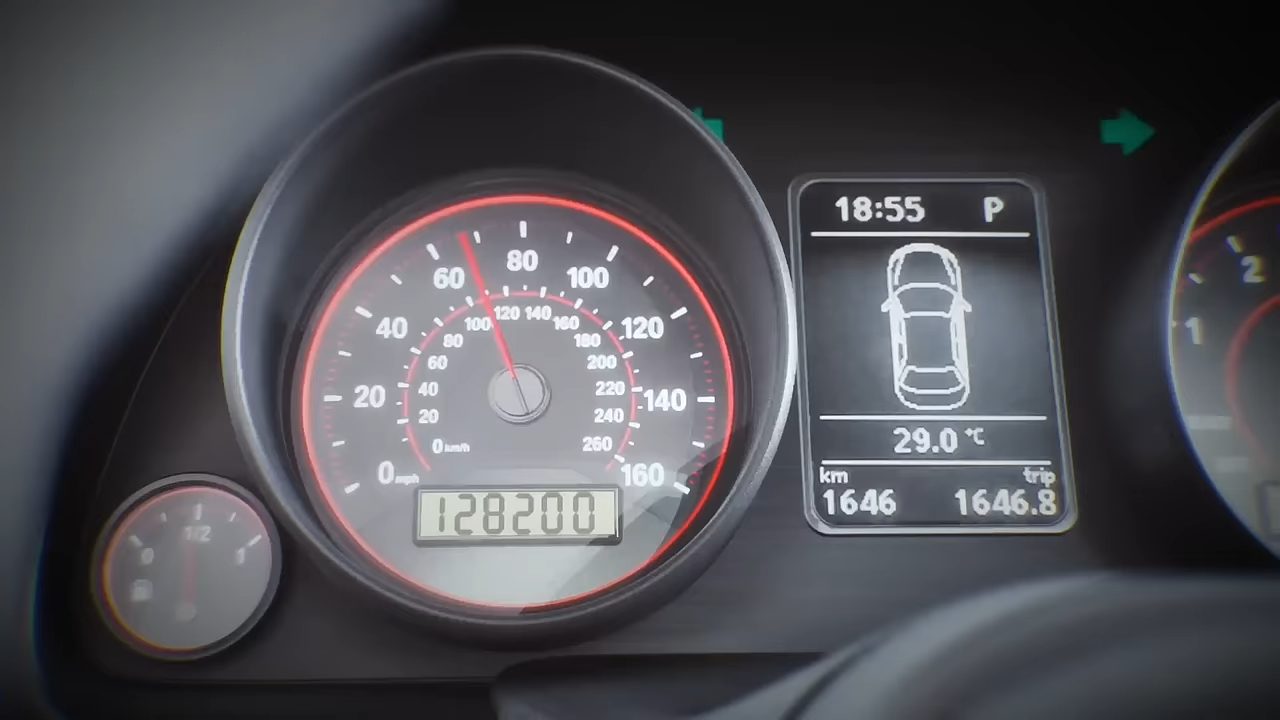 18:55 P
80
60 100
40 120
20 140
0 mph 160
120 140
100 160
80 180
60 200
40 220
20 240
0 km/h 260
128200
29.0 °C
km trip
1646 1646.8
0 1/2 1
1 2